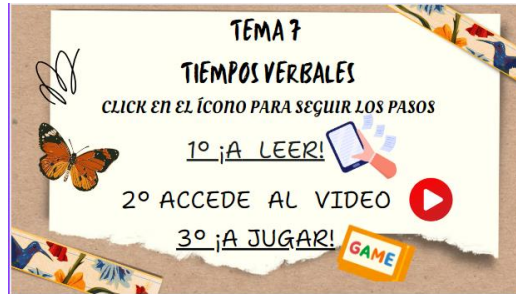 TEMA 7
TIEMPOS VERBALES
CLICK EN EL ÍCONO PARA SEGUIR LOS PASOS
1º ¡A LEER!
2º ACCEDE AL VIDEO
3º ¡A JUGAR!
GAME